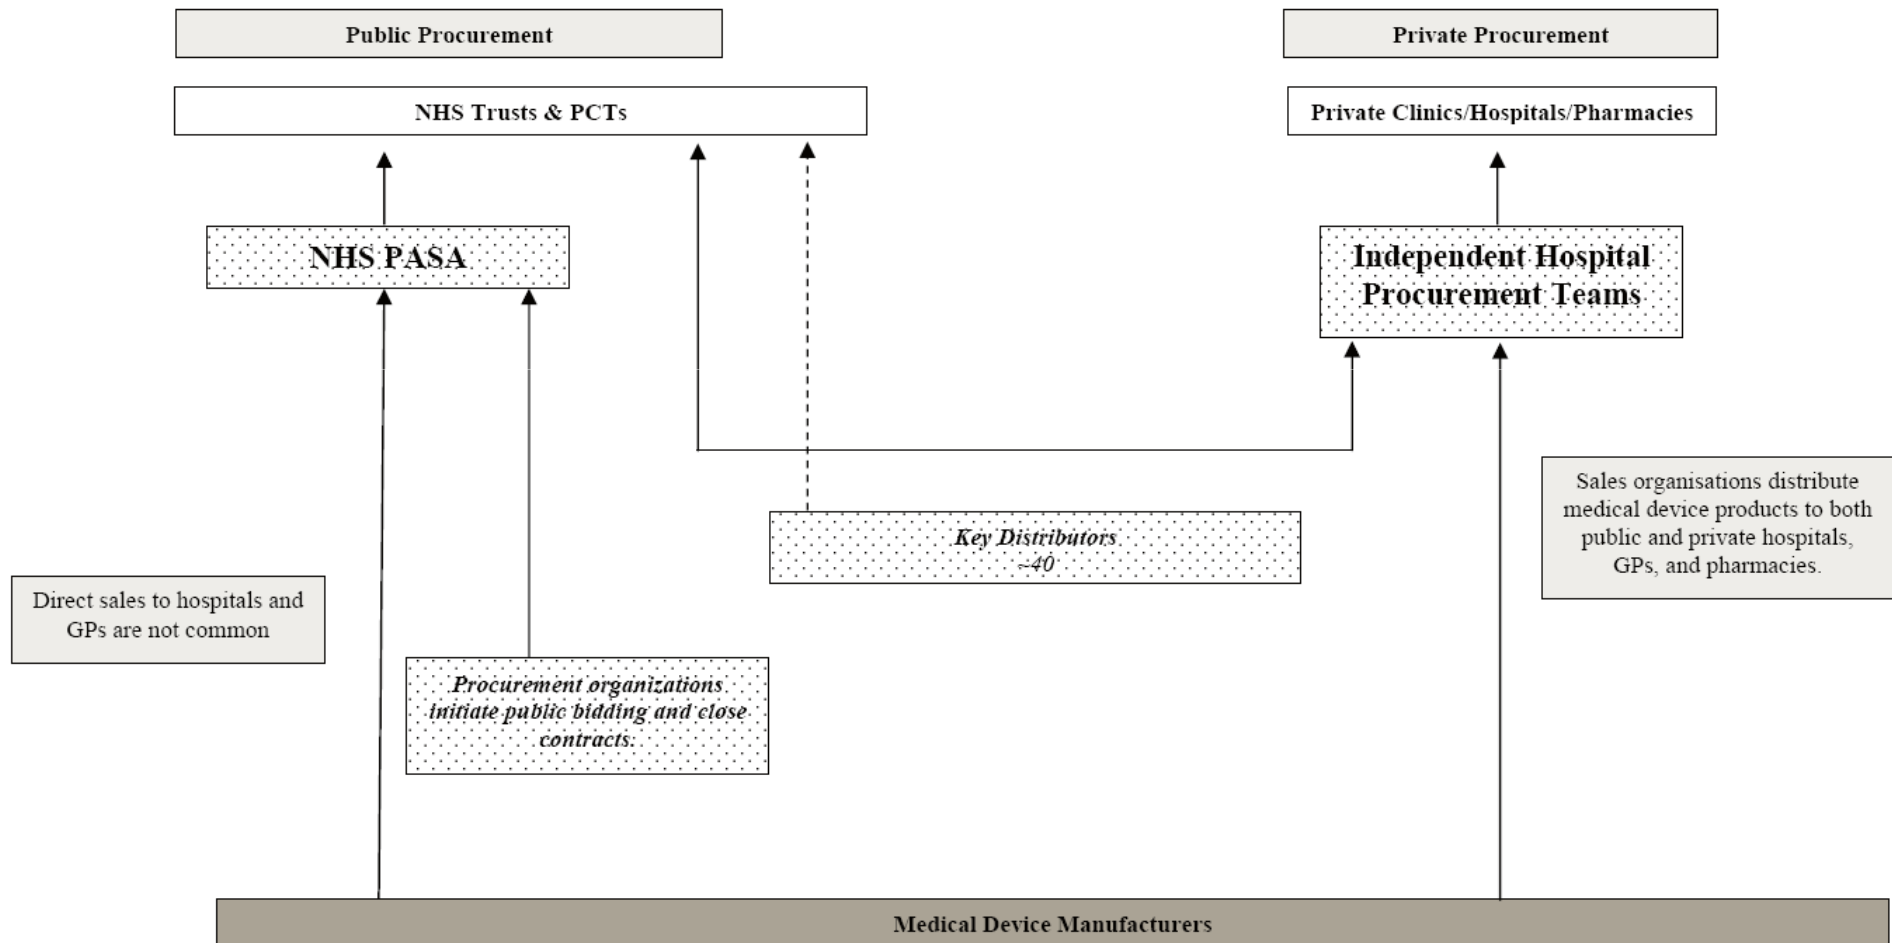 Public Procurement
Private Procurement
NHS Trusts & PCTs
Private Clinics/Hospitals/Pharmacies
NHS PASA
Independent Hospital
Procurement Teams
Sales organisations distribute
medical device products to both
public and private hospitals,
GPs, and pharmacies.
Key Distributors
~40
Direct sales to hospitals and
GPs are not common
Procurement organizations
initiate public bidding and close
contracts.
Medical Device Manufacturers